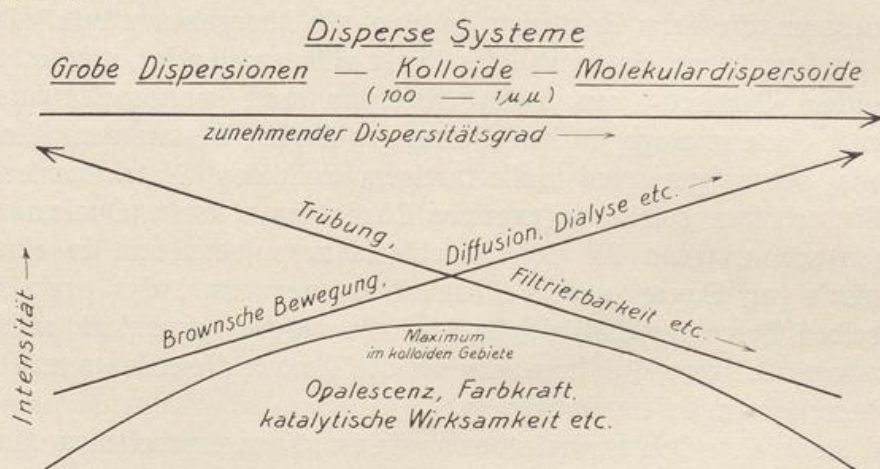 Disperse Systeme
Grobe Dispersionen — Kolloide — Molekulardispersoide
(100 — 1μμ)
zunehmender Dispersitätsgrad →
Trübung,
Diffusion, Dialyse etc. →
Brownsche Bewegung,
Filtrierbarkeit etc. →
Intensität →
Maximum
im kolloiden Gebiete
Opalescenz, Farbkraft,
katalytische Wirksamkeit etc.